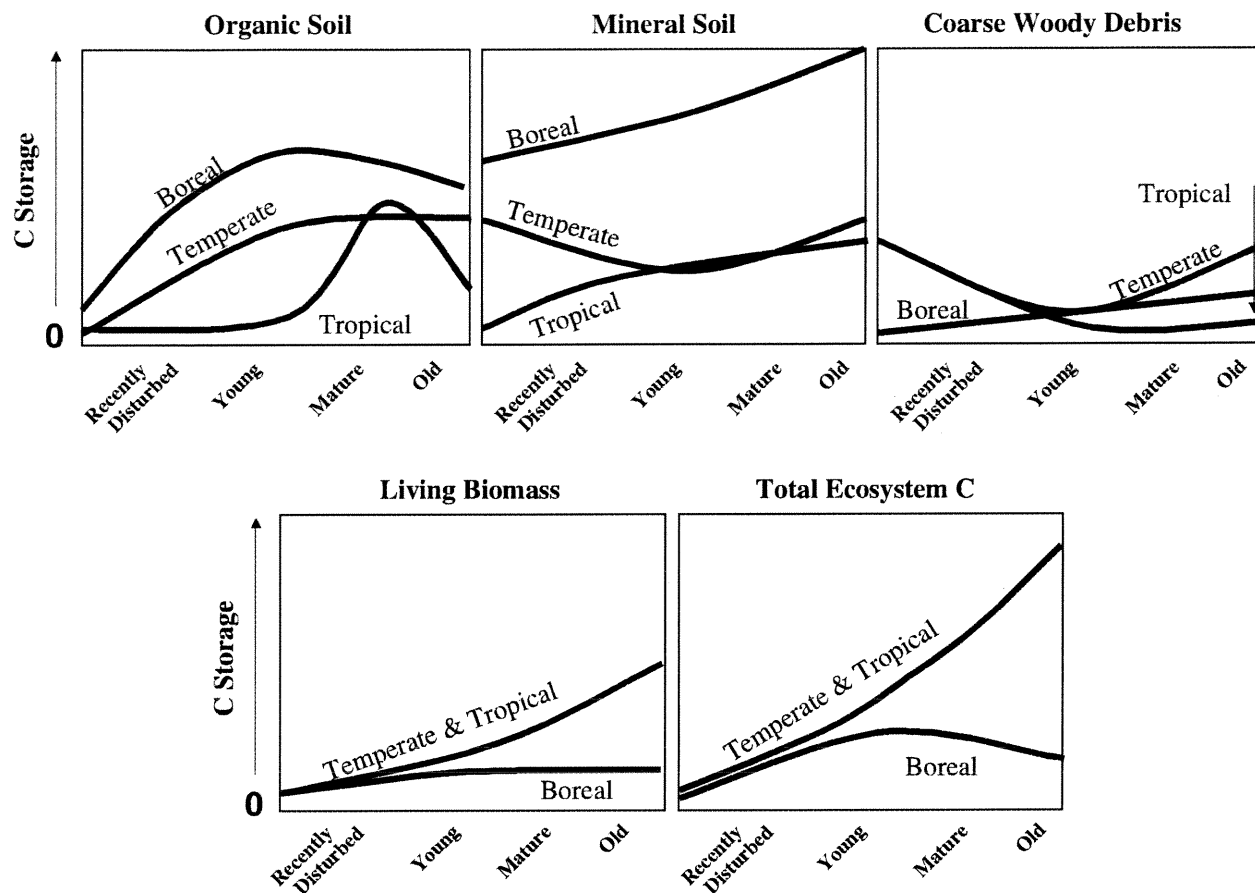 Organic Soil
Mineral Soil
Coarse Woody Debris
C Storage
0
Boreal
Temperate
Tropical
Boreal
Temperate
Tropical
Tropical
Temperate
Boreal
Recently
Disturbed
Young
Mature
Old
Recently
Disturbed
Young
Mature
Old
Recently
Disturbed
Young
Mature
Old
Living Biomass
Total Ecosystem C
C Storage
0
Temperate & Tropical
Boreal
Temperate & Tropical
Boreal
Recently
Disturbed
Young
Mature
Old
Recently
Disturbed
Young
Mature
Old